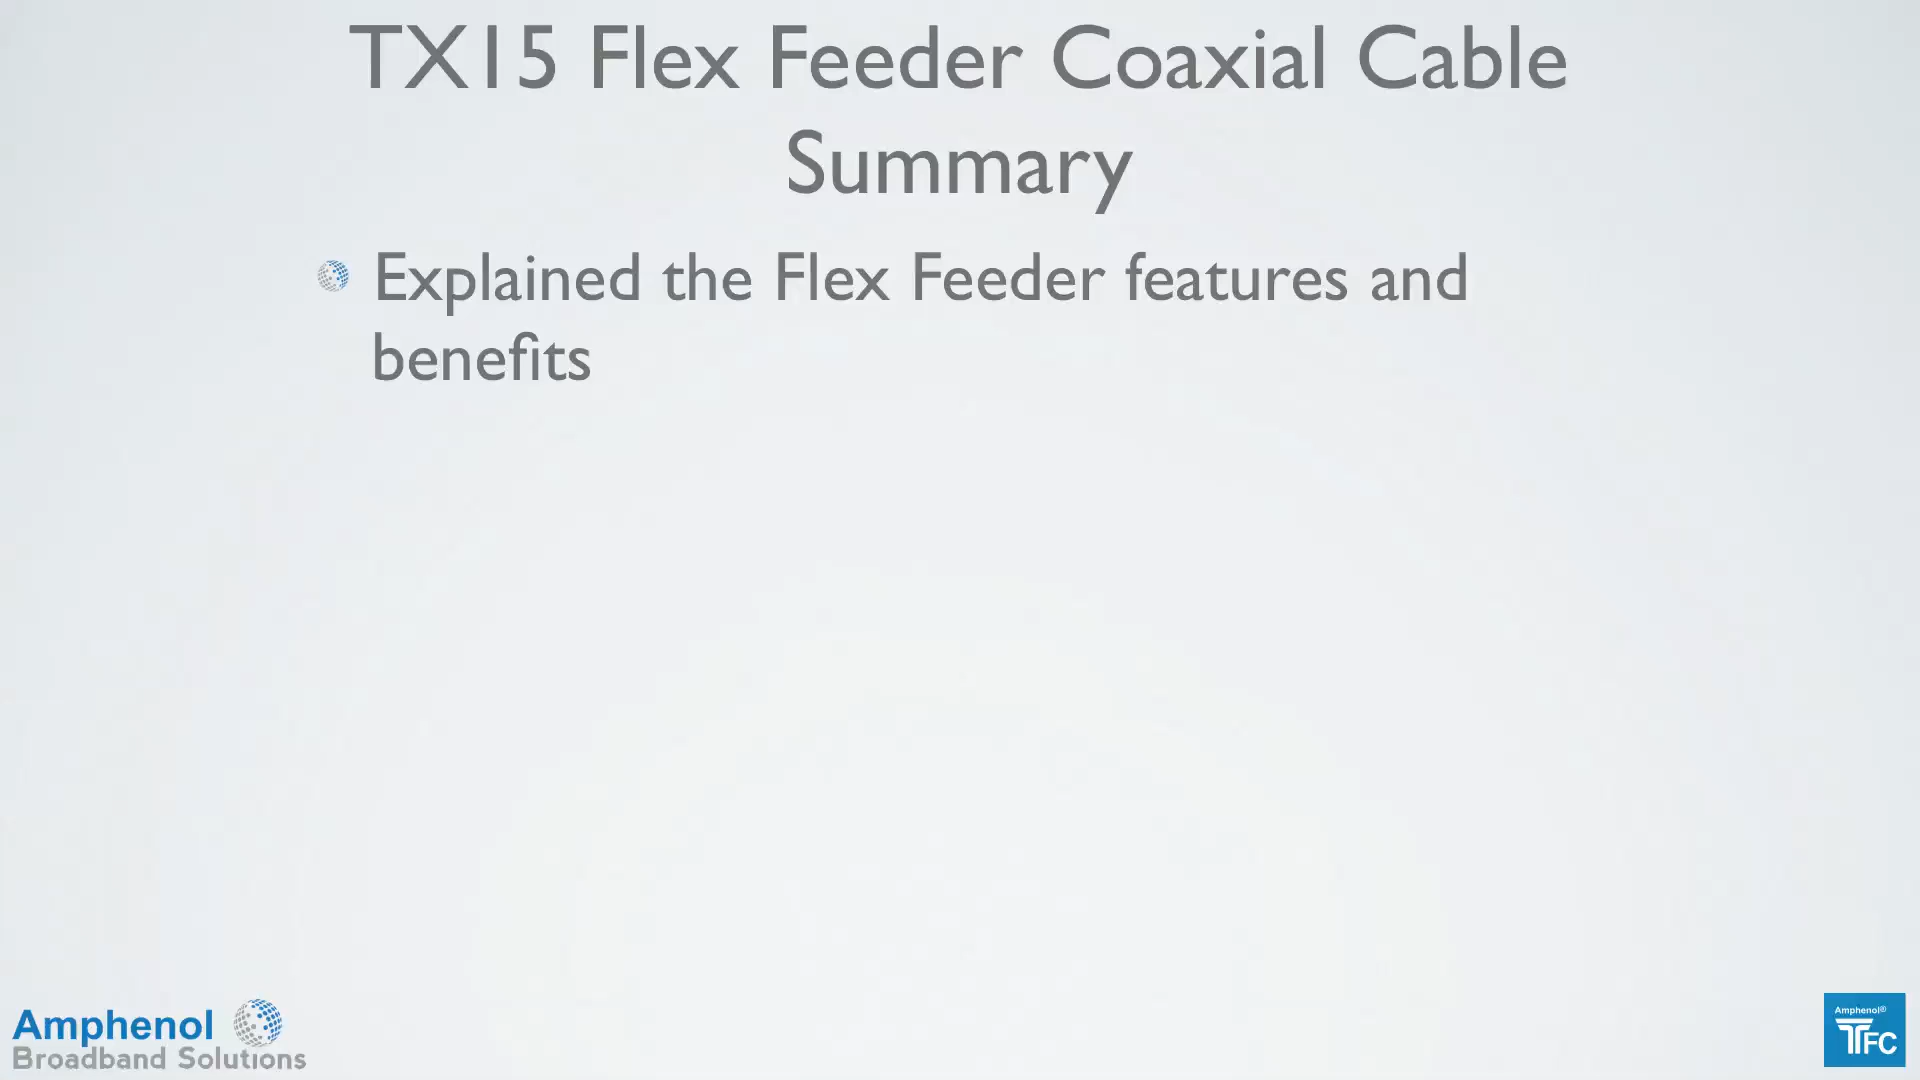 TX15 Flex Feeder Coaxial Cable
Summary
Explained the Flex Feeder features and
benefits
Amphenol
Broadband Solutions
Amphenol®
TFC